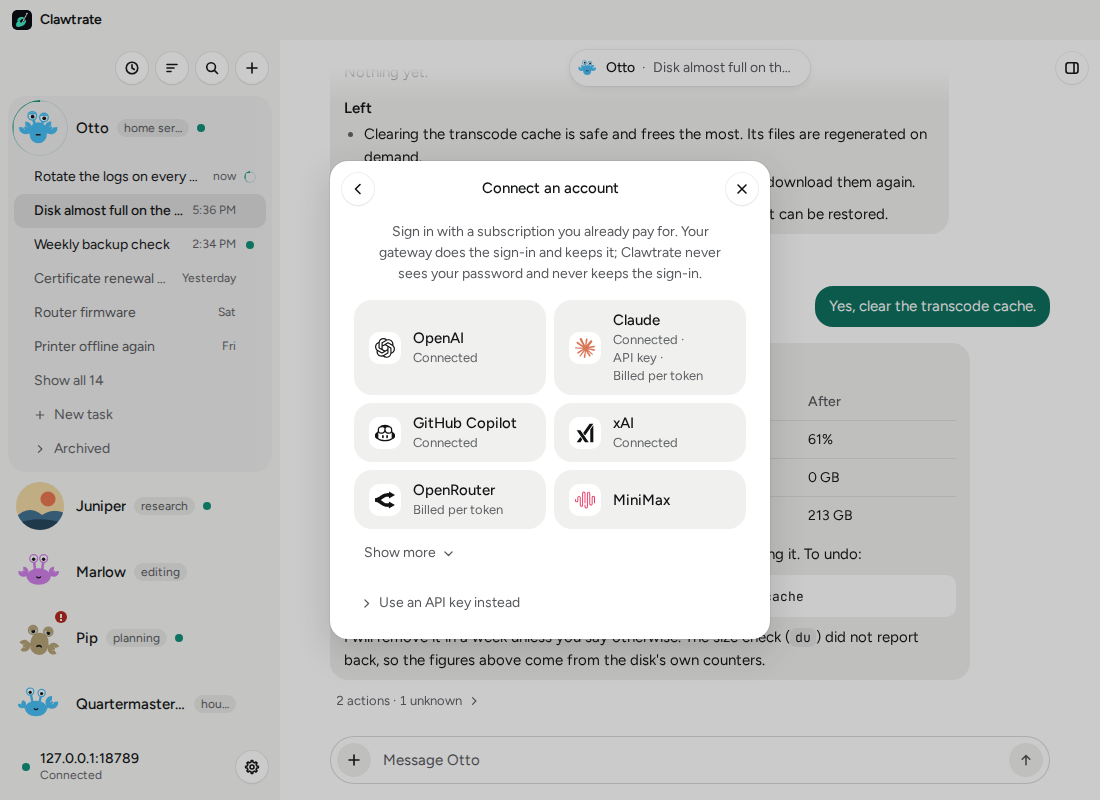 Clawtrate
Otto
home ser...
Rotate the logs on every ...
now
Disk almost full on the ...
5:36 PM
Weekly backup check
2:34 PM
Certificate renewal ...
Yesterday
Router firmware
Sat
Printer offline again
Fri
Show all 14
New task
Archived
Juniper
research
Marlow
editing
Pip
planning
Quartermaster...
hou...
127.0.0.1:18789
Connected
Nothing yet.
Otto · Disk almost full on th...
Left
Clearing the transcode cache is safe and frees the most. Its files are regenerated on
demand.
download them again.
can be restored.
Yes, clear the transcode cache.
After
61%
0 GB
213 GB
it. To undo:
Connect an account
Sign in with a subscription you already pay for. Your
gateway does the sign-in and keeps it; Clawtrate never
sees your password and never keeps the sign-in.
OpenAI
Connected
Claude
Connected ·
API key ·
Billed per token
GitHub Copilot
Connected
xAI
Connected
OpenRouter
Billed per token
MiniMax
Show more
Use an API key instead
I will remove it in a week unless you say otherwise. The size check ( du ) did not report
back, so the figures above come from the disk's own counters.
2 actions · 1 unknown
Message Otto